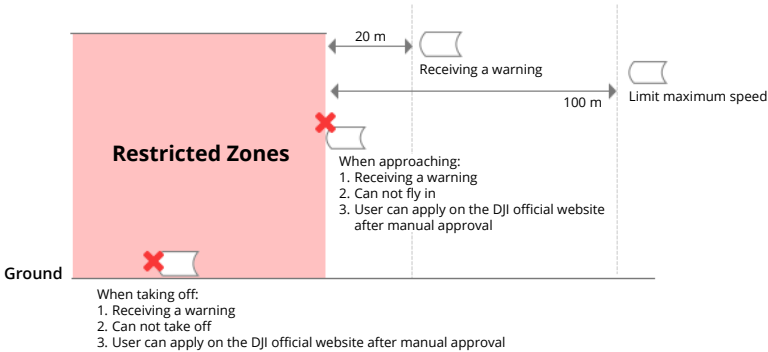 20 m
Receiving a warning
100 m
Limit maximum speed
Restricted Zones
When approaching:
1. Receiving a warning
2. Can not fly in
3. User can apply on the DJI official website
after manual approval
Ground
When taking off:
1. Receiving a warning
2. Can not take off
3. User can apply on the DJI official website after manual approval